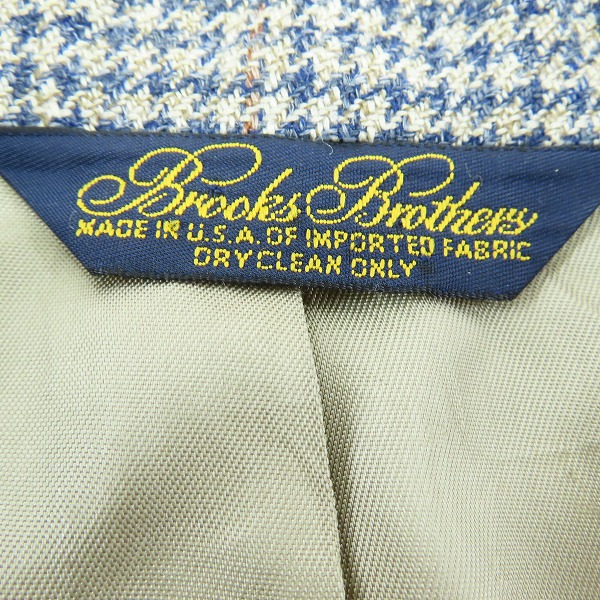 Brooks Brothers
MADE IN U.S.A. OF IMPORTED FABRIC
DRY CLEAN ONLY